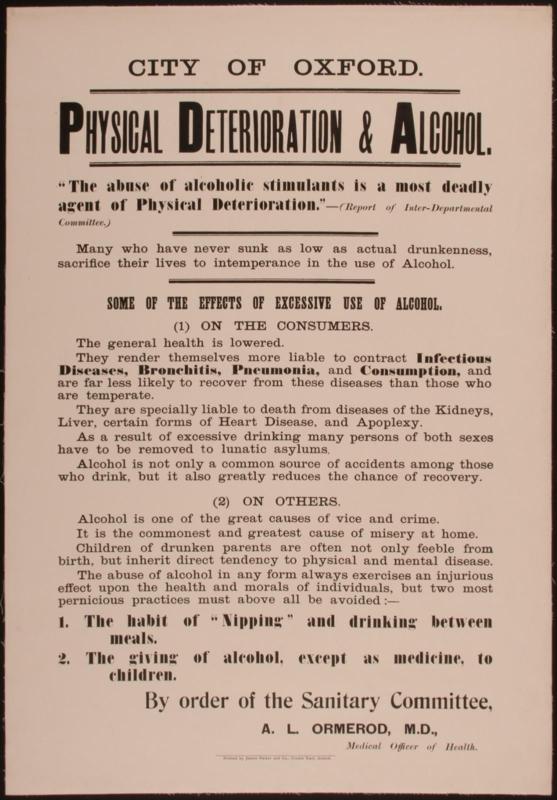 CITY OF OXFORD.
PHYSICAL DETERIORATION & ALCOHOL.
"The abuse of alcoholic stimulants is a most deadly
agent of Physical Deterioration."—(Report of Inter-Departmental
Committee.)
Many who have never sunk as low as actual drunkenness,
sacrifice their lives to intemperance in the use of Alcohol.
SOME OF THE EFFECTS OF EXCESSIVE USE OF ALCOHOL.
(1) ON THE CONSUMERS.
The general health is lowered.
They render themselves more liable to contract Infectious
Diseases, Bronchitis, Pneumonia, and Consumption, and
are far less likely to recover from these diseases than those who
are temperate.
They are specially liable to death from diseases of the Kidneys,
Liver, certain forms of Heart Disease, and Apoplexy.
As a result of excessive drinking many persons of both sexes
have to be removed to lunatic asylums.
Alcohol is not only a common source of accidents among those
who drink, but it also greatly reduces the chance of recovery.
(2) ON OTHERS.
Alcohol is one of the great causes of vice and crime.
It is the commonest and greatest cause of misery at home.
Children of drunken parents are often not only feeble from
birth, but inherit direct tendency to physical and mental disease.
The abuse of alcohol in any form always exercises an injurious
effect upon the health and morals of individuals, but two most
pernicious practices must above all be avoided :—
1. The habit of "Nipping" and drinking between
meals.
2. The giving of alcohol, except as medicine, to
children.
By order of the Sanitary Committee,
A. L. ORMEROD, M.D.,
Medical Officer of Health.
Printed by James Parker and Co., Crown Yard, Oxford.